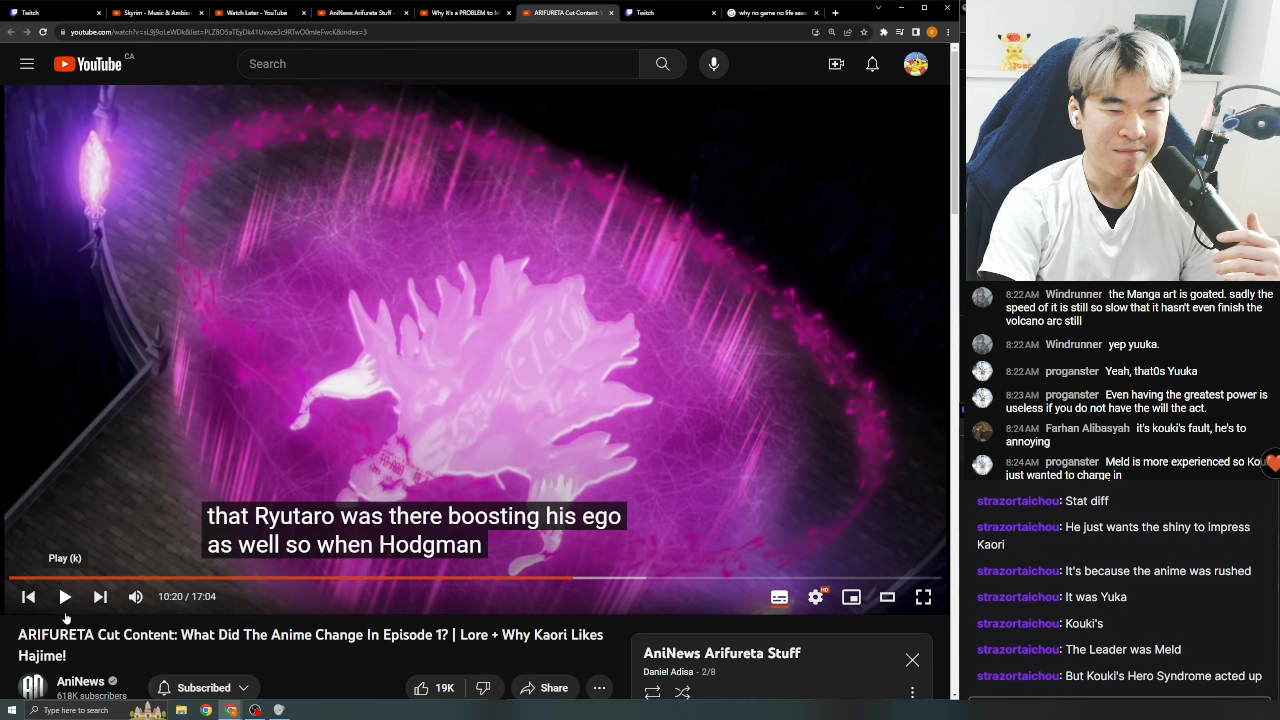 Twitch
Skyrim - Music & Ambien
Watch Later - YouTube
AniNews Arifureta Stuff -
Why It's a PROBLEM to M
ARIFURETA Cut Content:
Twitch
why no game no life seas
youtube.com/watch?v=sL9j9oLeWDk&list=PLZ8O5aTEyDk41Uvxce3c9RTwO0mIeFwcK&index=3
YouTube CA
Search
that Ryutaro was there boosting his ego
as well so when Hodgman
Play (k)
10:20 / 17:04
HD
ARIFURETA Cut Content: What Did The Anime Change In Episode 1? | Lore + Why Kaori Likes
Hajime!
AniNews
618K subscribers
Subscribed
19K
Share
AniNews Arifureta Stuff
Daniel Adisa - 2/8
Type here to search
8:22 AM Windrunner the Manga art is goated. sadly the
speed of it is still so slow that it hasn't even finish the
volcano arc still
8:22 AM Windrunner yep yuuka.
8:22 AM proganster Yeah, that0s Yuuka
8:23 AM proganster Even having the greatest power is
useless if you do not have the will the act.
8:24 AM Farhan Alibasyah it's kouki's fault, he's to
annoying
8:24 AM proganster Meld is more experienced so Kou
just wanted to charge in
strazortaichou: Stat diff
strazortaichou: He just wants the shiny to impress
Kaori
strazortaichou: It's because the anime was rushed
strazortaichou: It was Yuka
strazortaichou: Kouki's
strazortaichou: The Leader was Meld
strazortaichou: But Kouki's Hero Syndrome acted up